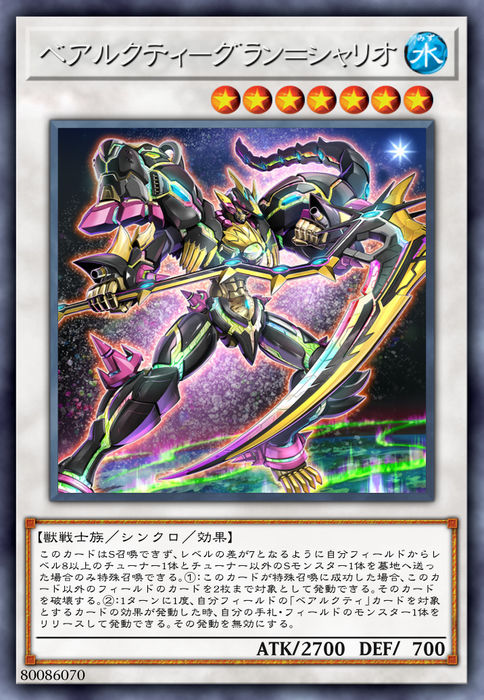 ベアルクティーグラン＝シャリオ
みず
水
【獣戦士族／シンクロ／効果】
このカードはS召喚できず、レベルの差が7となるように自分フィールドからレ
ベル8以上のチューナー1体とチューナー以外のSモンスター1体を墓地へ送っ
た場合のみ特殊召喚できる。①：このカードが特殊召喚に成功した場合、このカ
ード以外のフィールドのカードを2枚まで対象として発動できる。そのカード
を破壊する。②：1ターンに1度、自分フィールドの「ベアルクティ」カードを対象
とするカードの効果が発動した時、自分の手札・フィールドのモンスター1体を
リリースして発動できる。その発動を無効にする。
ATK/2700 DEF/ 700
80086070